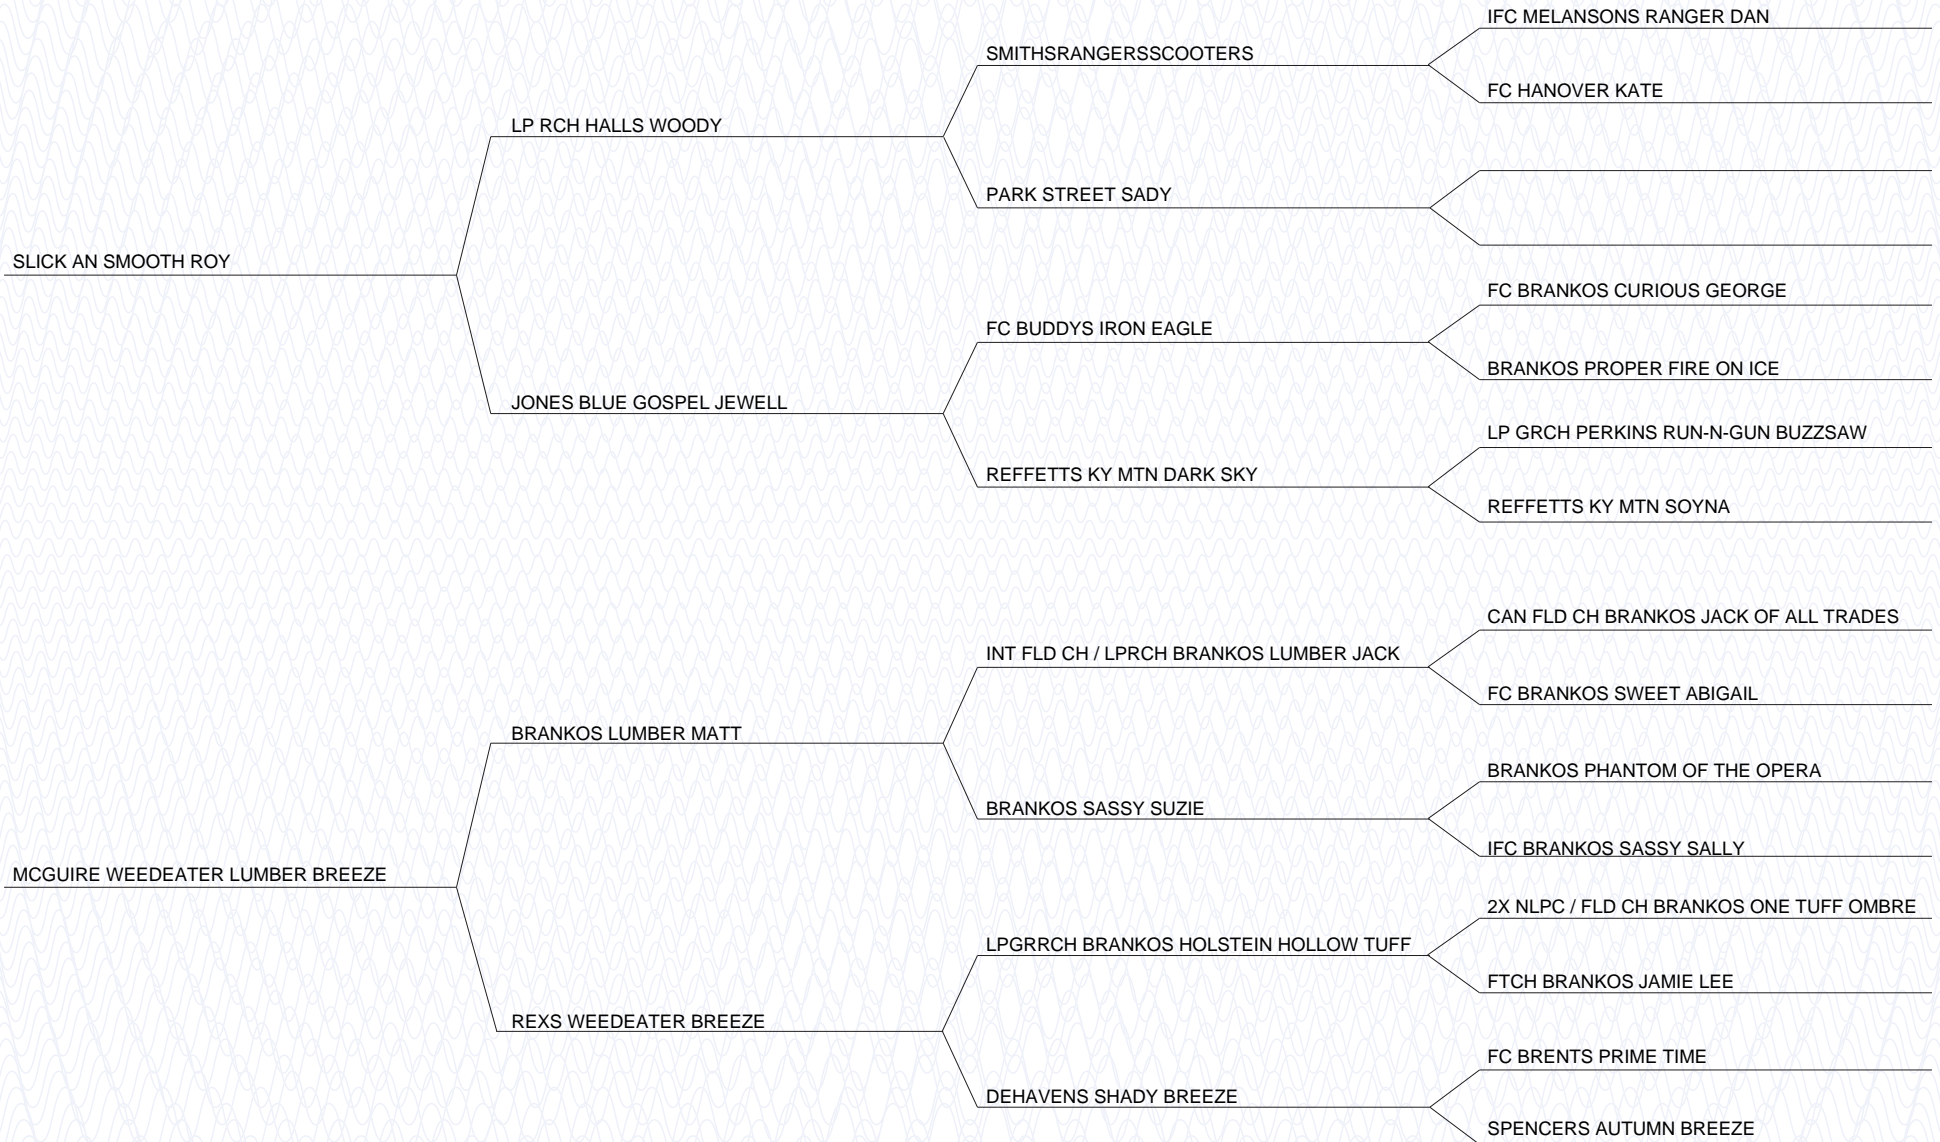 IFC MELANSONS RANGER DAN
SMITHSRANGERSSCOOTERS
FC HANOVER KATE
LP RCH HALLS WOODY
PARK STREET SADY
SLICK AN SMOOTH ROY
FC BRANKOS CURIOUS GEORGE
FC BUDDYS IRON EAGLE
BRANKOS PROPER FIRE ON ICE
JONES BLUE GOSPEL JEWELL
LP GRCH PERKINS RUN-N-GUN BUZZSAW
REFFETTS KY MTN DARK SKY
REFFETTS KY MTN SOYNA
CAN FLD CH BRANKOS JACK OF ALL TRADES
INT FLD CH / LPRCH BRANKOS LUMBER JACK
FC BRANKOS SWEET ABIGAIL
BRANKOS LUMBER MATT
BRANKOS PHANTOM OF THE OPERA
BRANKOS SASSY SUZIE
IFC BRANKOS SASSY SALLY
MCGUIRE WEEDEATER LUMBER BREEZE
2X NLPC / FLD CH BRANKOS ONE TUFF OMBRE
LPGRRCH BRANKOS HOLSTEIN HOLLOW TUFF
FTCH BRANKOS JAMIE LEE
REXS WEEDEATER BREEZE
FC BRENTS PRIME TIME
DEHAVENS SHADY BREEZE
SPENCERS AUTUMN BREEZE